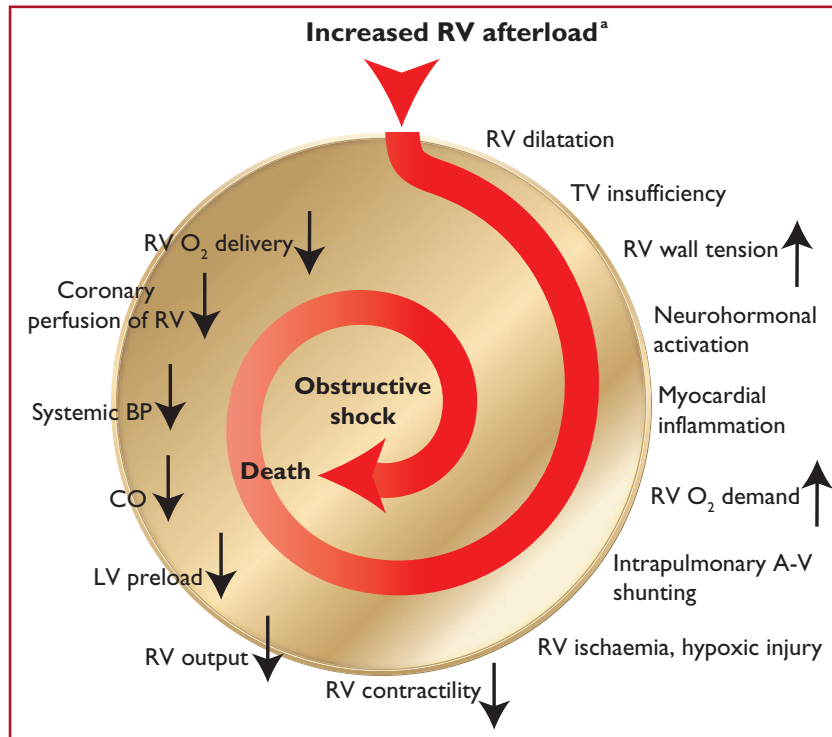 Increased RV afterloadᵃ
RV dilatation
TV insufficiency
RV wall tension
Neurohormonal
activation
Myocardial
inflammation
RV O₂ demand
Intrapulmonary A-V
shunting
RV ischaemia, hypoxic injury
RV contractility
RV output
LV preload
CO
Systemic BP
Coronary
perfusion of RV
RV O₂ delivery
Obstructive
shock
Death